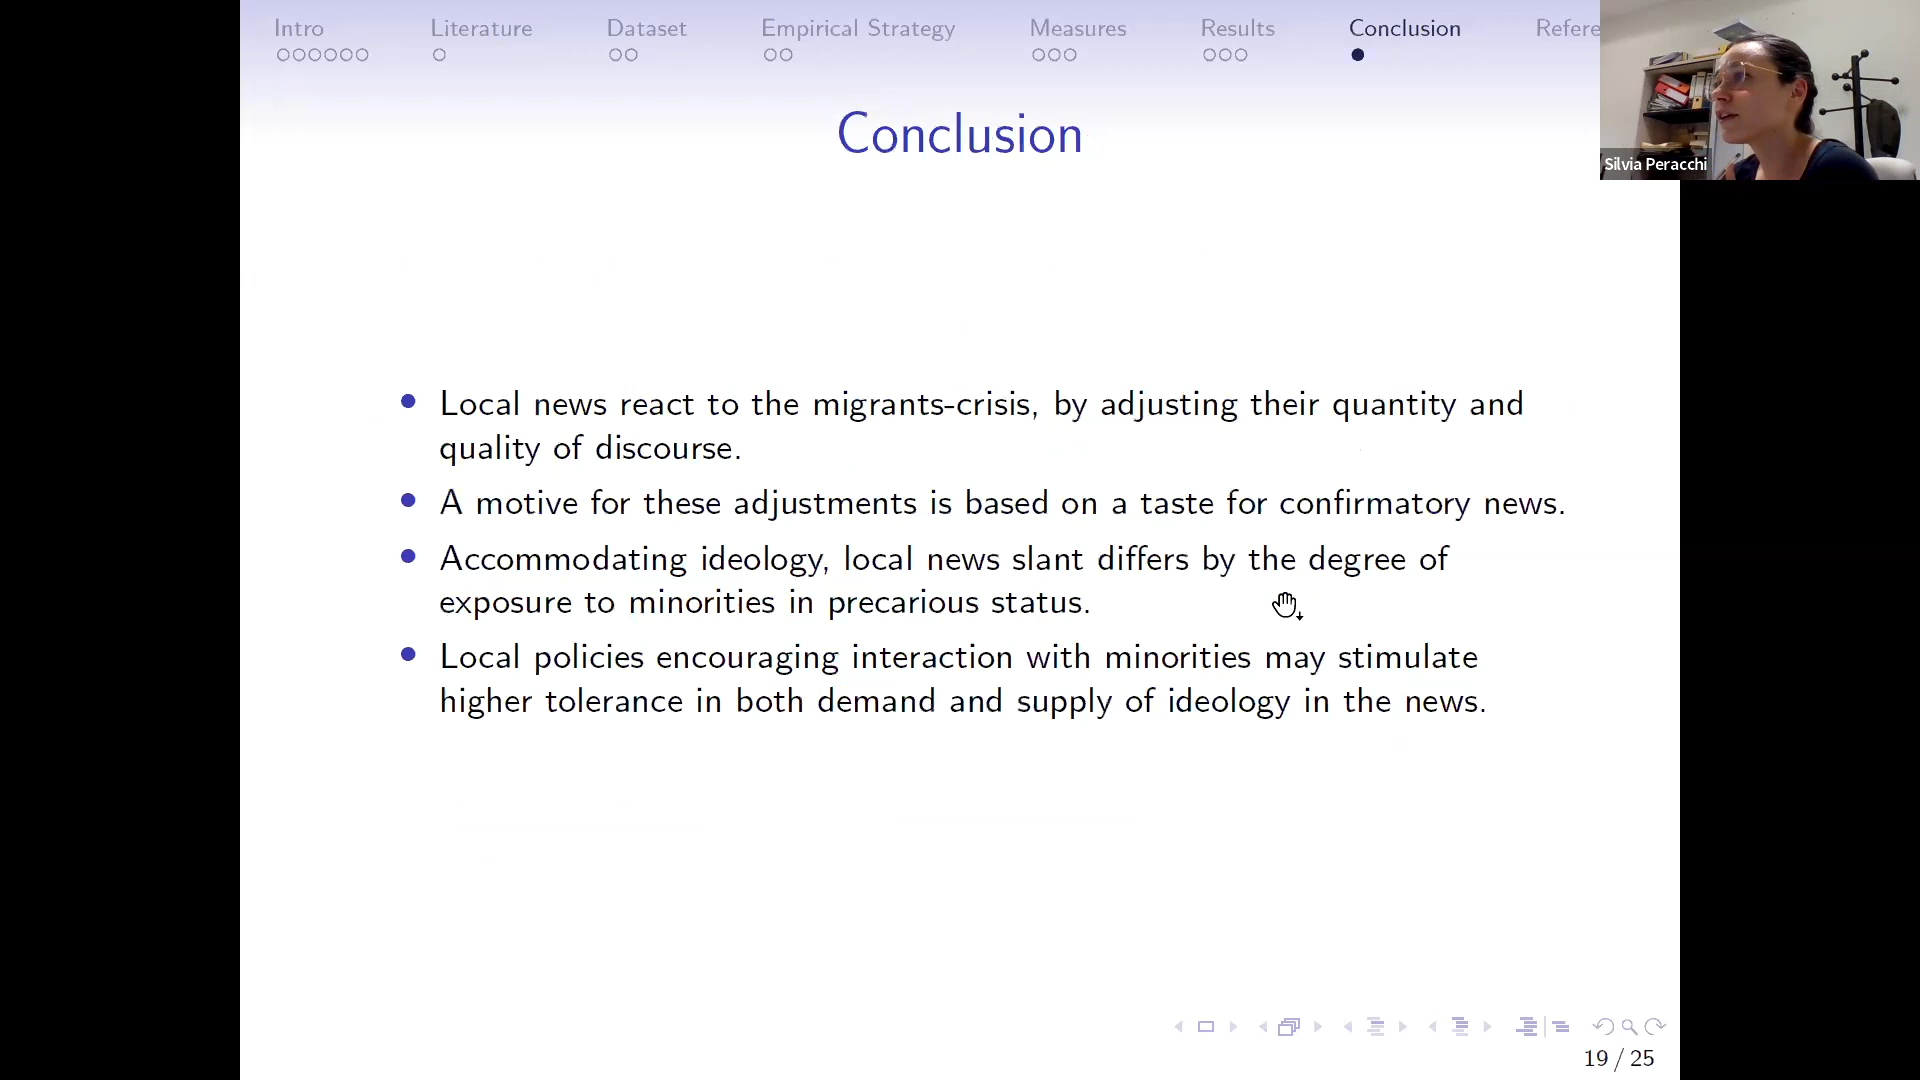 Intro Literature Dataset Empirical Strategy Measures Results Conclusion Refere
Silvia Peracchi
Conclusion
Local news react to the migrants-crisis, by adjusting their quantity and
quality of discourse.
A motive for these adjustments is based on a taste for confirmatory news.
Accommodating ideology, local news slant differs by the degree of
exposure to minorities in precarious status.
Local policies encouraging interaction with minorities may stimulate
higher tolerance in both demand and supply of ideology in the news.
19 / 25